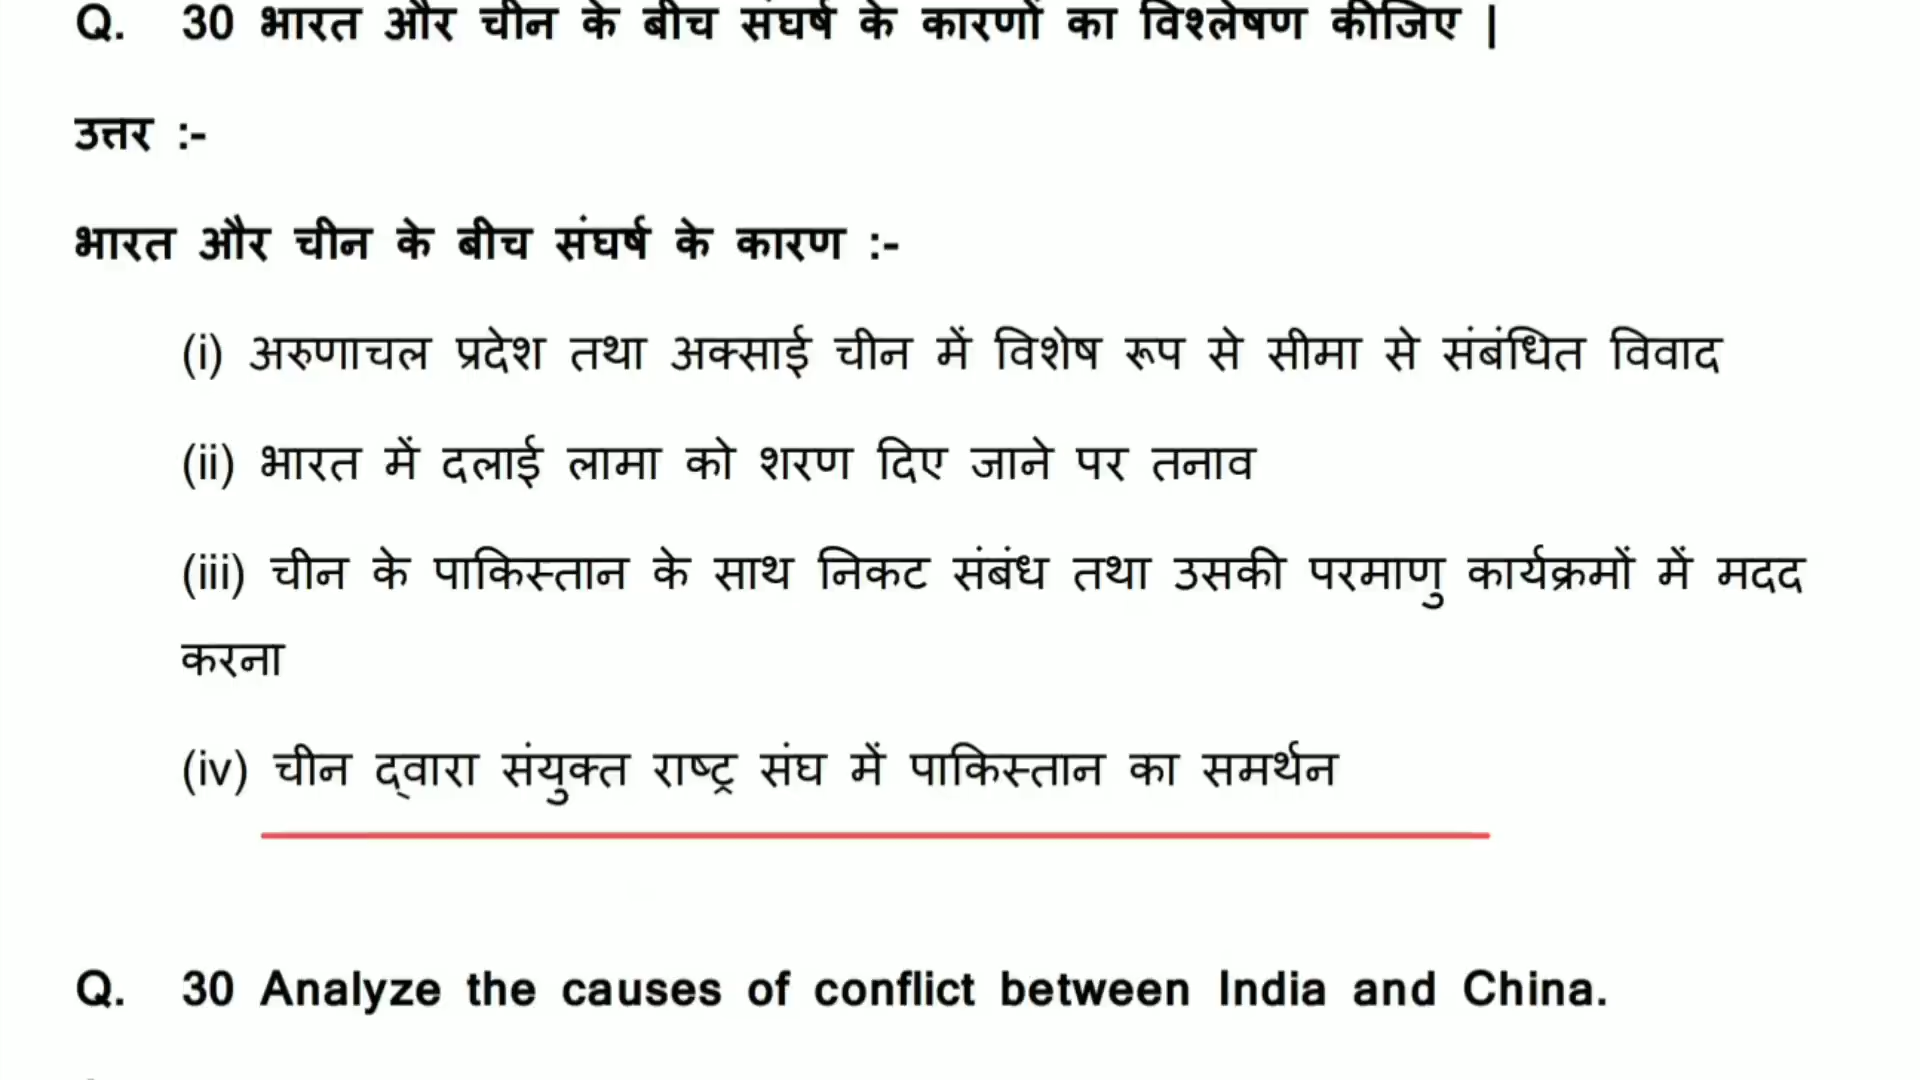 Q. 30 भारत और चीन के बीच संघर्ष के कारणों का विश्लेषण कीजिए |
उत्तर :-
भारत और चीन के बीच संघर्ष के कारण :-
(i) अरुणाचल प्रदेश तथा अक्साई चीन में विशेष रूप से सीमा से संबंधित विवाद
(ii) भारत में दलाई लामा को शरण दिए जाने पर तनाव
(iii) चीन के पाकिस्तान के साथ निकट संबंध तथा उसकी परमाणु कार्यक्रमों में मदद
करना
(iv) चीन द्वारा संयुक्त राष्ट्र संघ में पाकिस्तान का समर्थन
Q. 30 Analyze the causes of conflict between India and China.